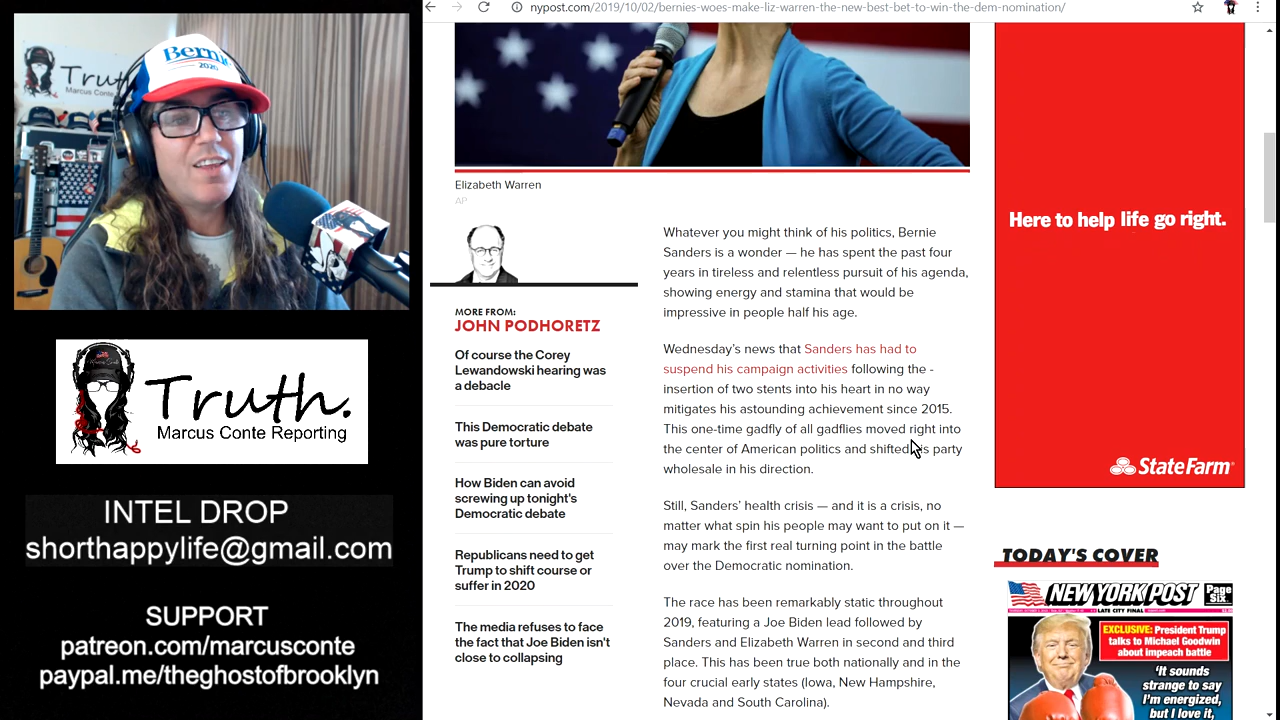 Truth.
Marcus Conte
Bernie
2020
Truth.
Marcus Conte Reporting
INTEL DROP
shorthappylife@gmail.com
SUPPORT
patreon.com/marcusconte
paypal.me/theghostofbrooklyn
nypost.com/2019/10/02/bernies-woes-make-liz-warren-the-new-best-bet-to-win-the-dem-nomination/
Elizabeth Warren
AP
MORE FROM:
JOHN PODHORETZ
Of course the Corey
Lewandowski hearing was
a debacle
This Democratic debate
was pure torture
How Biden can avoid
screwing up tonight's
Democratic debate
Republicans need to get
Trump to shift course or
suffer in 2020
The media refuses to face
the fact that Joe Biden isn't
close to collapsing
Whatever you might think of his politics, Bernie
Sanders is a wonder — he has spent the past four
years in tireless and relentless pursuit of his agenda,
showing energy and stamina that would be
impressive in people half his age.
Wednesday's news that Sanders has had to
suspend his campaign activities following the -
insertion of two stents into his heart in no way
mitigates his astounding achievement since 2015.
This one-time gadfly of all gadflies moved right into
the center of American politics and shifted his party
wholesale in his direction.
Still, Sanders' health crisis — and it is a crisis, no
matter what spin his people may want to put on it —
may mark the first real turning point in the battle
over the Democratic nomination.
The race has been remarkably static throughout
2019, featuring a Joe Biden lead followed by
Sanders and Elizabeth Warren in second and third
place. This has been true both nationally and in the
four crucial early states (Iowa, New Hampshire,
Nevada and South Carolina).
Here to help life go right.
StateFarm
TODAY'S COVER
NEW YORK POST
Page
Six.
LATE CITY FINAL
EXCLUSIVE: President Trump
talks to Michael Goodwin
about impeach battle
'It sounds
strange to say
I'm energized,
but I love it,